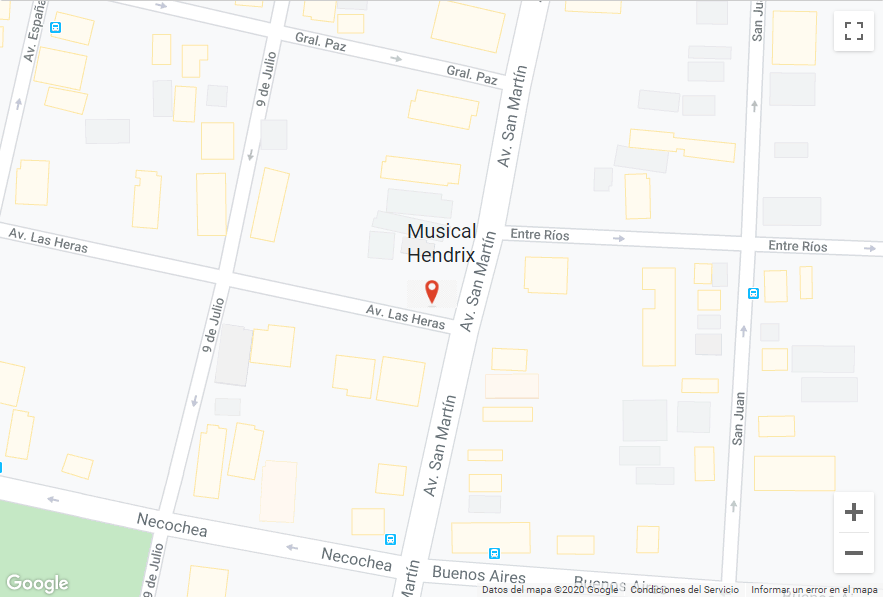 Av. España
Gral. Paz
Gral. Paz
San Juan
9 de Julio
Av. San Martín
Av. Las Heras
Musical
Hendrix
Av. San Martín
Entre Ríos
Entre Ríos
Av. Las Heras
9 de Julio
San Juan
Av. San Martín
Necochea
Necochea
9 de Julio
Martín
Buenos Aires
Buenos Aires
Google
Datos del mapa ©2020 Google
Condiciones del Servicio
Informar un error en el mapa